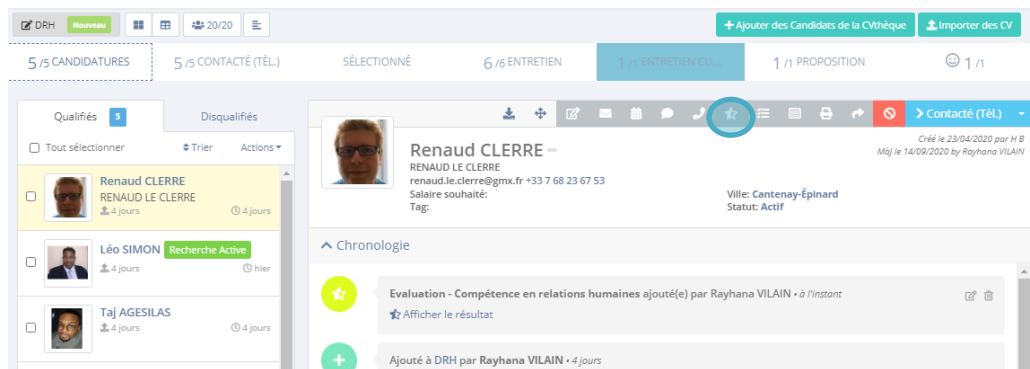 DRH Nouveau 20/20 + Ajouter des Candidats de la CVthèque Importer des CV
5 /5 CANDIDATURES 5 /5 CONTACTÉ (TÉL.) SÉLECTIONNÉ 6 /6 ENTRETIEN 1 /1 ENTRETIEN CLI... 1 /1 PROPOSITION 1 /1
Qualifiés 5 Disqualifiés
Tout sélectionner Trier Actions
Renaud CLERRE
RENAUD LE CLERRE
4 jours 4 jours
Léo SIMON Recherche Active
4 jours hier
Taj AGESILAS
4 jours 4 jours
Contacté (Tèl.)
Créé le 23/04/2020 par H B
Màj le 14/09/2020 by Rayhana VILAIN
Renaud CLERRE
RENAUD LE CLERRE
renaud.le.clerre@gmx.fr +33 7 68 23 67 53
Salaire souhaité: Ville: Cantenay-Épinard
Tag: Statut: Actif
Chronologie
Evaluation - Compétence en relations humaines ajouté(e) par Rayhana VILAIN • à l'instant
Afficher le résultat
Ajouté à DRH par Rayhana VILAIN • 4 jours